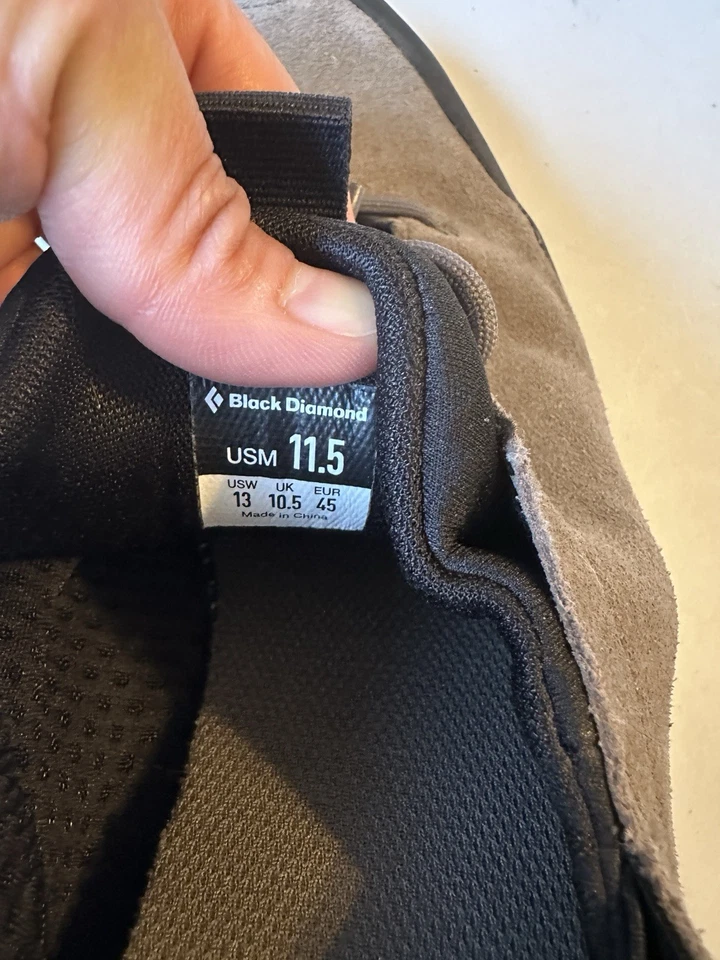 Black Diamond
USM 11.5
USW UK EUR
13 10.5 45
Made in China